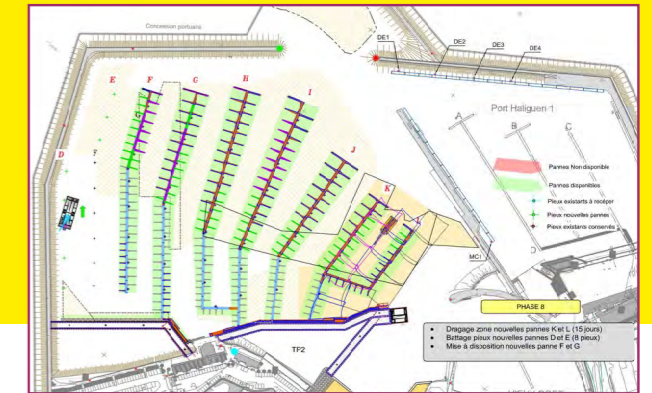 Concession portuaire
DE1
DE2
DE3
DE4
E
F
G
H
I
J
K
D
G
F
Port Haliguen 1
A
B
C
D
Pannes Non disponible
Pannes disponibles
Pieux existants à recéper
Pieux nouvelles pannes
Pieux existants conservés
MC1
TF2
PHASE 8
• Dragage zone nouvelles pannes K et L (15 jours)
• Battage pieux nouvelles pannes D et E (8 pieux)
• Mise à disposition nouvelles panne F et G